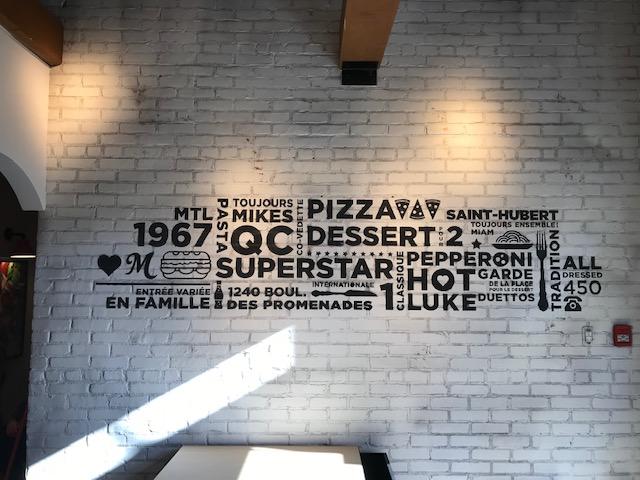 MTL
1967
M
ENTRÉE VARIÉE
EN FAMILLE
PASTA
TOUJOURS
MIKES
QC
CO-VEDETTE
PIZZA
DESSERT
POUR
2
SUPERSTAR
1240 BOUL.
DES PROMENADES
INTERNATIONALE
1
CLASSIQUE
SAINT-HUBERT
TOUJOURS ENSEMBLE!
MIAM
PEPPERONI
HOT
LUKE
GARDE
DE LA PLACE
POUR LE DESSERT
DUETTOS
TRADITION
ALL
DRESSED
450